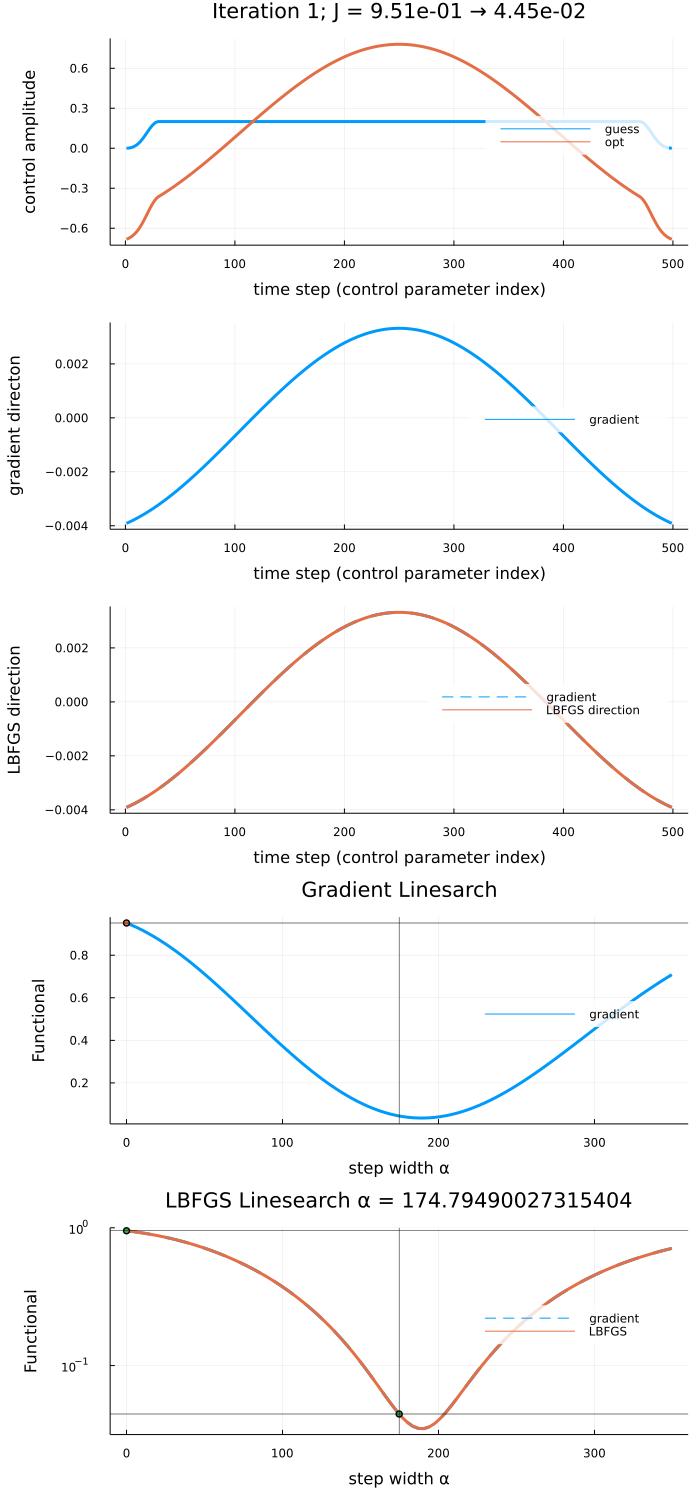 Iteration 1; J = 9.51e-01 → 4.45e-02
control amplitude
0.6
0.3
0.0
−0.3
−0.6
guess
opt
0 100 200 300 400 500
time step (control parameter index)
gradient directon
0.002
0.000
−0.002
−0.004
gradient
0 100 200 300 400 500
time step (control parameter index)
LBFGS direction
0.002
0.000
−0.002
−0.004
gradient
LBFGS direction
0 100 200 300 400 500
time step (control parameter index)
Gradient Linesarch
Functional
0.8
0.6
0.4
0.2
gradient
0 100 200 300
step width α
LBFGS Linesearch α = 174.79490027315404
Functional
10⁰
10⁻¹
gradient
LBFGS
0 100 200 300
step width α